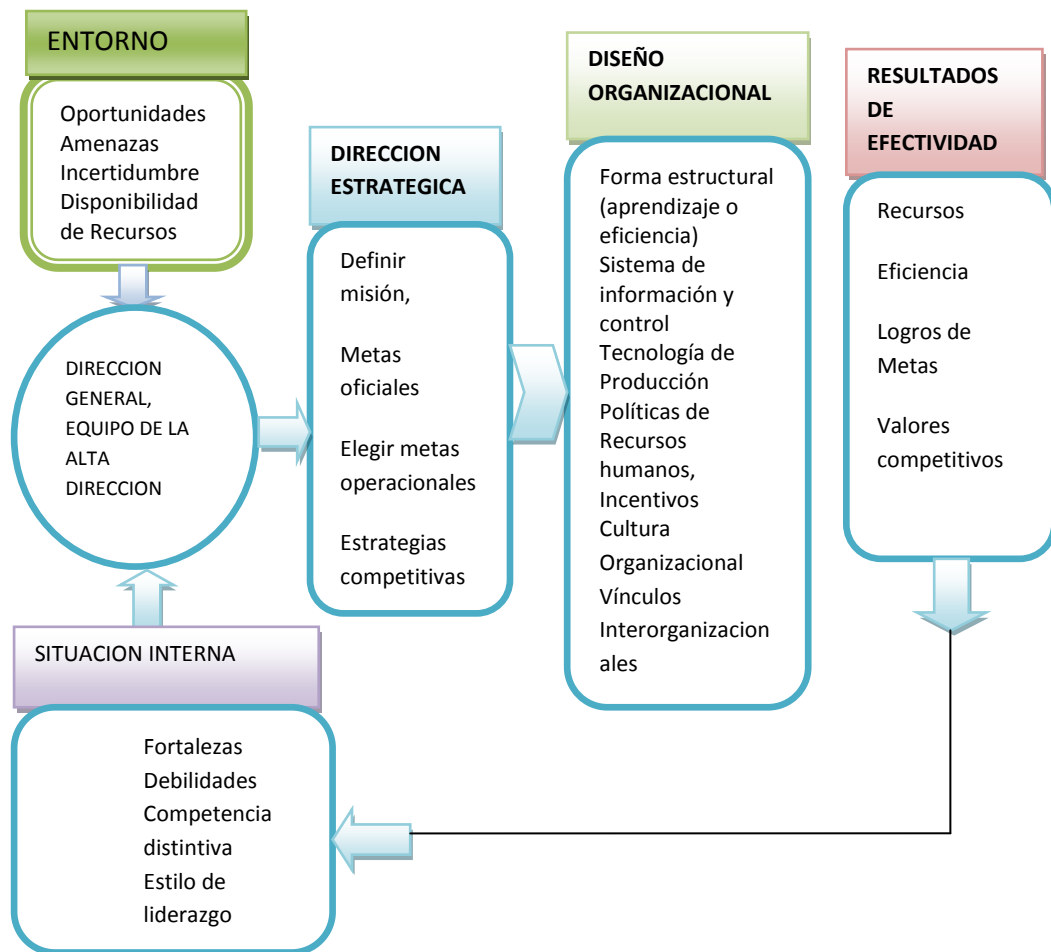 ENTORNO
Oportunidades
Amenazas
Incertidumbre
Disponibilidad
de Recursos
DIRECCION
GENERAL,
EQUIPO DE LA
ALTA
DIRECCION
SITUACION INTERNA
Fortalezas
Debilidades
Competencia
distintiva
Estilo de
liderazgo
DIRECCION
ESTRATEGICA
Definir
misión,
Metas
oficiales
Elegir metas
operacionales
Estrategias
competitivas
DISEÑO
ORGANIZACIONAL
Forma estructural
(aprendizaje o
eficiencia)
Sistema de
información y
control
Tecnología de
Producción
Políticas de
Recursos
humanos,
Incentivos
Cultura
Organizacional
Vínculos
Interorganizacion
ales
RESULTADOS
DE
EFECTIVIDAD
Recursos
Eficiencia
Logros de
Metas
Valores
competitivos